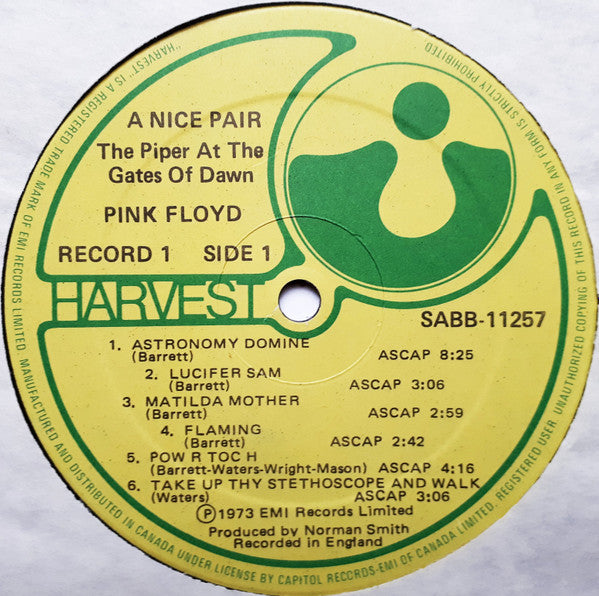 A NICE PAIR
The Piper At The
Gates Of Dawn
PINK FLOYD
RECORD 1 SIDE 1
HARVEST
SABB-11257
1. ASTRONOMY DOMINE
(Barrett) ASCAP 8:25
2. LUCIFER SAM
(Barrett) ASCAP 3:06
3. MATILDA MOTHER
(Barrett) ASCAP 2:59
4. FLAMING
(Barrett) ASCAP 2:42
5. POW R TOC H
(Barrett-Waters-Wright-Mason) ASCAP 4:16
6. TAKE UP THY STETHOSCOPE AND WALK
(Waters) ASCAP 3:06
Ⓟ1973 EMI Records Limited
Produced by Norman Smith
Recorded in England
"HARVEST" IS A REGISTERED TRADE MARK OF EMI RECORDS LIMITED. MANUFACTURED AND DISTRIBUTED IN CANADA UNDER LICENSE BY CAPITOL RECORDS-EMI OF CANADA LIMITED. REGISTERED USER. UNAUTHORIZED COPYING OF THIS RECORD IN ANY FORM IS STRICTLY PROHIBITED